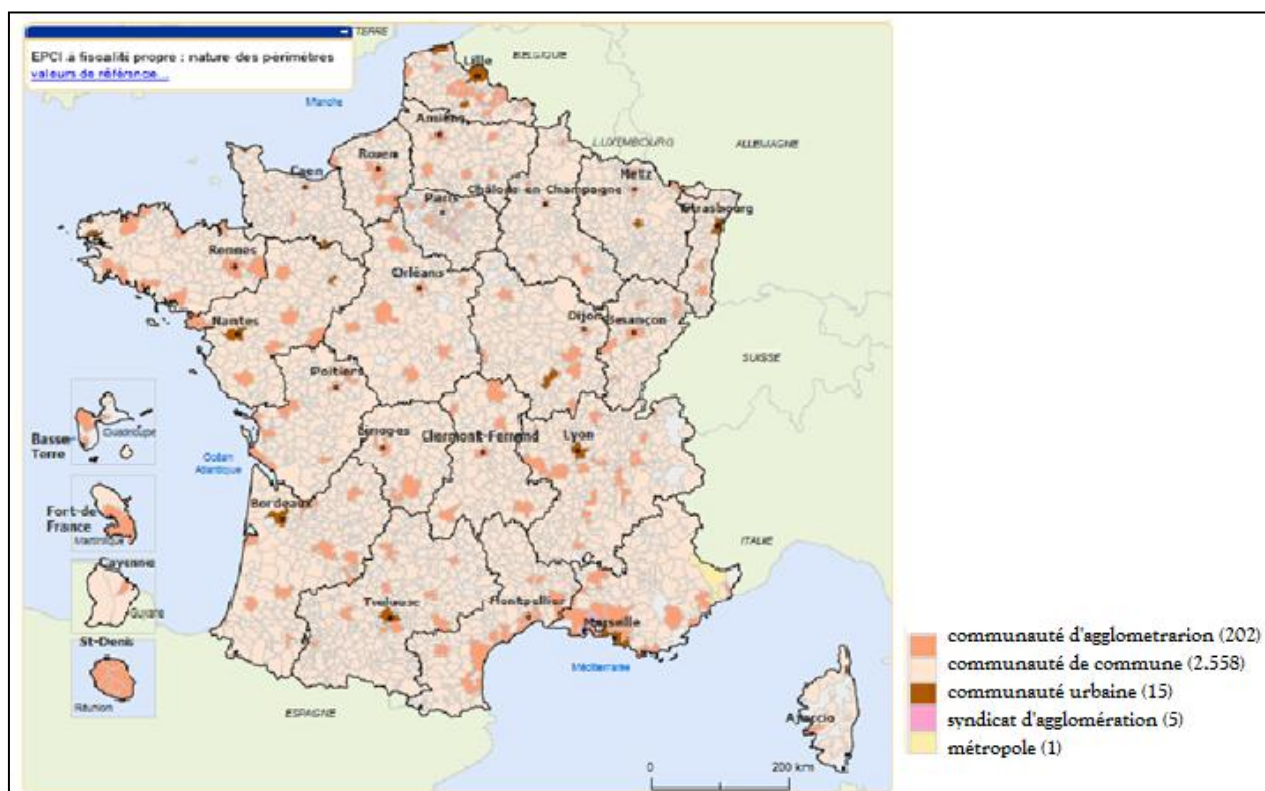 EPCI à fiscalité propre : nature des périmètres
valeurs de référence...
TERRE
BELGIQUE
Lille
Manche
Amiens
LUXEMBOURG
ALLEMAGNE
Rouen
Caen
Metz
Châlons-en-Champagne
Paris
Strasbourg
Rennes
Orléans
Nantes
Dijon
Besançon
SUISSE
Poitiers
Limoges
Clermont-Ferrand
Lyon
Basse-
Terre
Guadeloupe
Océan
Atlantique
Bordeaux
Fort-de
France
Martinique
ITALIE
Cayenne
Guyane
Toulouse
Montpellier
Marseille
St-Denis
Réunion
Méditerranée
ESPAGNE
Ajaccio
0
200 km
communauté d'agglometrarion (202)
communauté de commune (2.558)
communauté urbaine (15)
syndicat d'agglomération (5)
métropole (1)